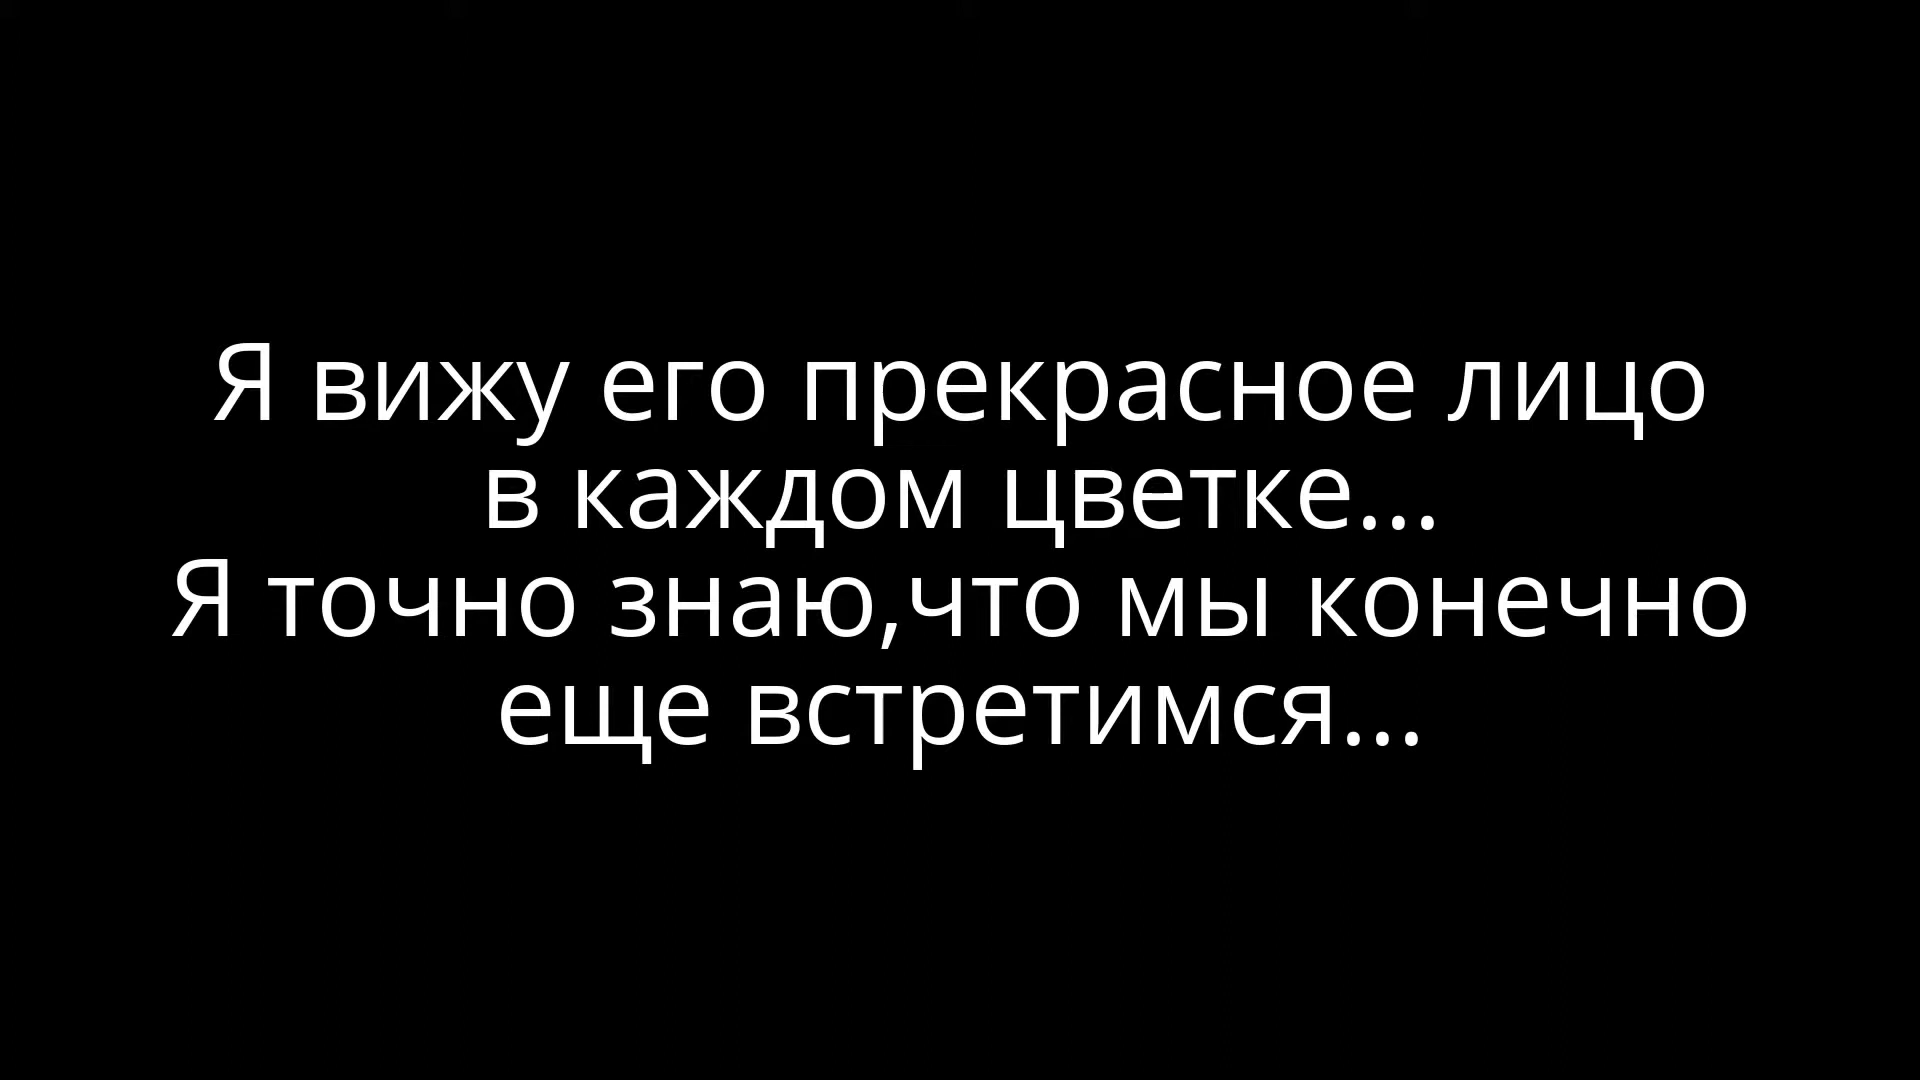 Я вижу его прекрасное лицо
в каждом цветке...
Я точно знаю,что мы конечно
еще встретимся...